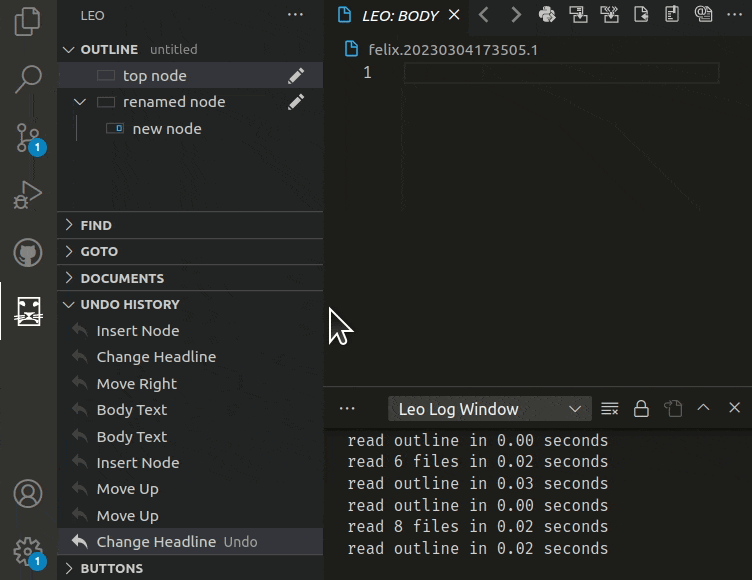 LEO
OUTLINE untitled
top node
renamed node
new node
FIND
GOTO
DOCUMENTS
UNDO HISTORY
Insert Node
Change Headline
Move Right
Body Text
Body Text
Insert Node
Move Up
Move Up
Change Headline Undo
BUTTONS
1
1
LEO: BODY
felix.20230304173505.1
1
Leo Log Window
read outline in 0.00 seconds
read 6 files in 0.02 seconds
read outline in 0.03 seconds
read outline in 0.00 seconds
read 8 files in 0.02 seconds
read outline in 0.02 seconds